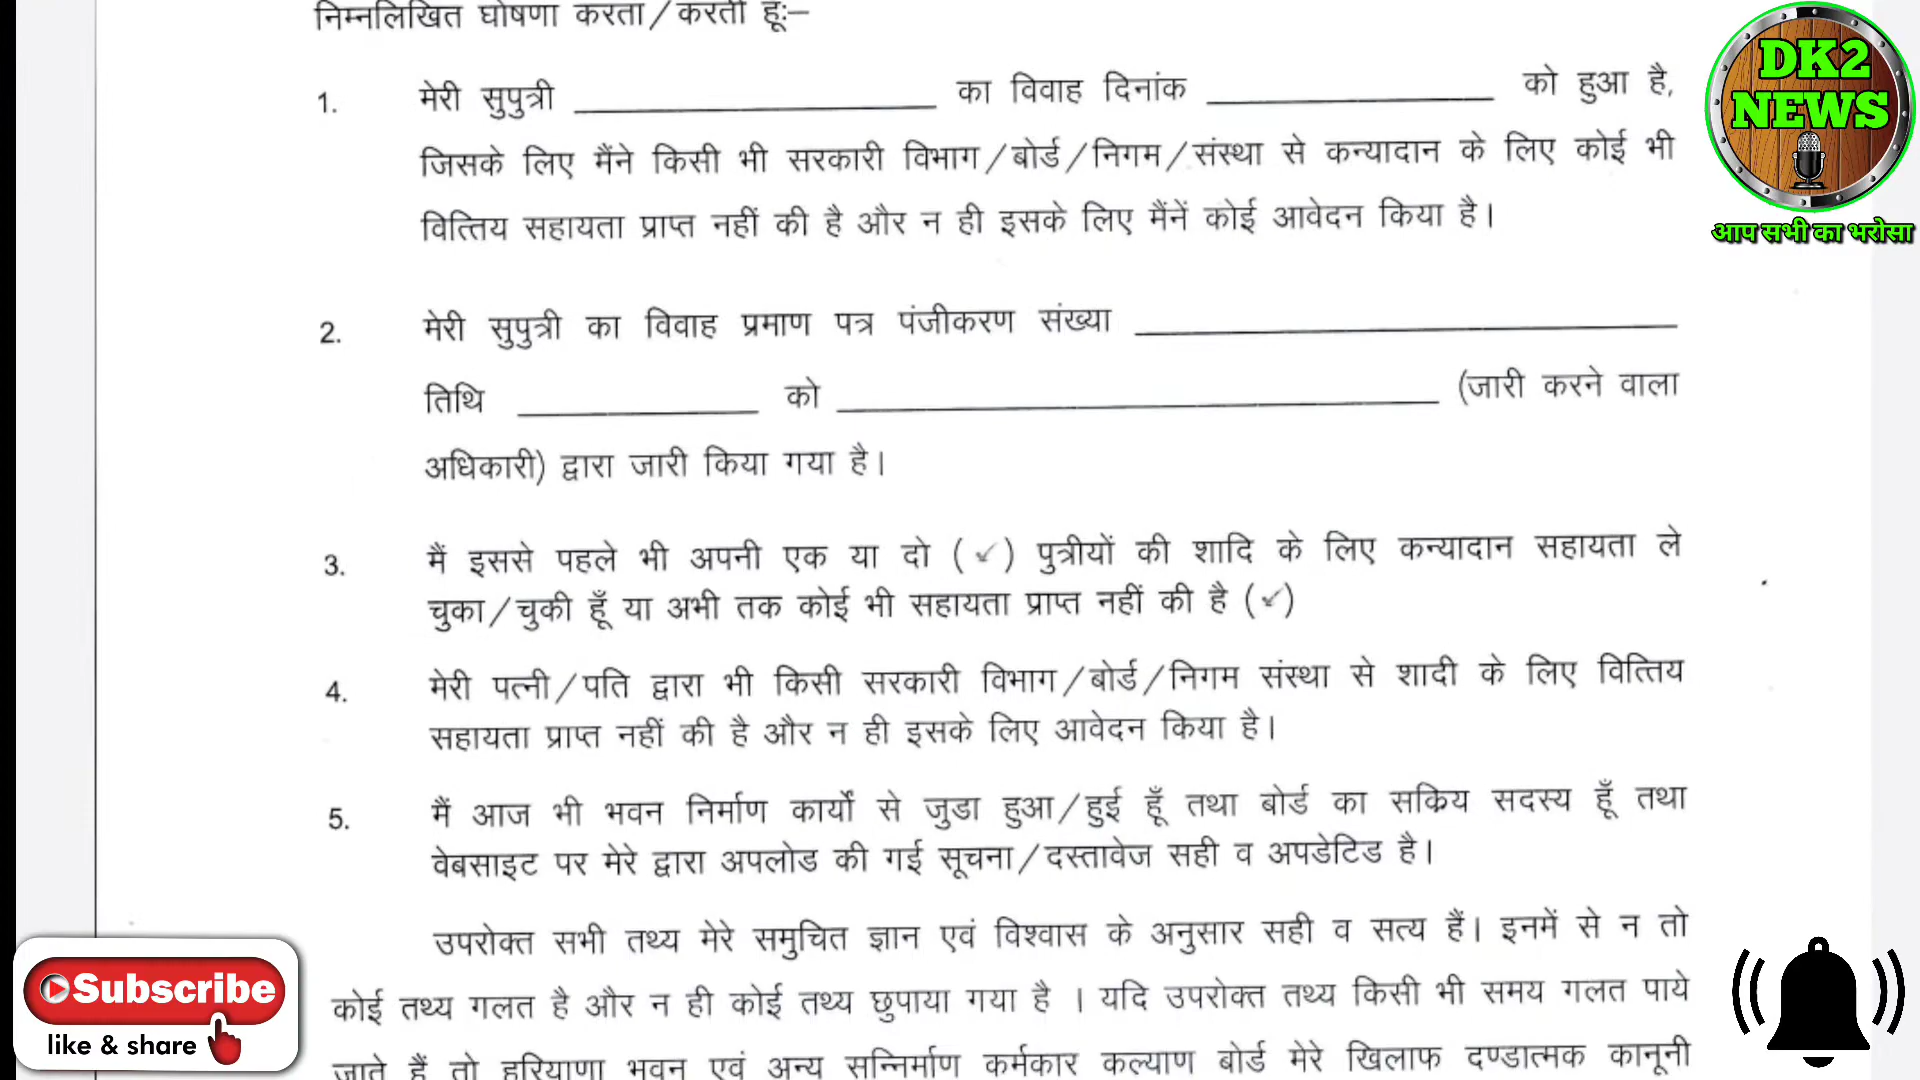 निम्नलिखित घोषणा करता/करती हूः–
1. मेरी सुपुत्री ____________ का विवाह दिनांक ____________ को हुआ है,
जिसके लिए मैंने किसी भी सरकारी विभाग/बोर्ड/निगम/संस्था से कन्यादान के लिए कोई भी
वित्तिय सहायता प्राप्त नहीं की है और न ही इसके लिए मैंनें कोई आवेदन किया है।
2. मेरी सुपुत्री का विवाह प्रमाण पत्र पंजीकरण संख्या ____________
तिथि ____________ को ____________ (जारी करने वाला
अधिकारी) द्वारा जारी किया गया है।
3. मैं इससे पहले भी अपनी एक या दो (✓) पुत्रीयों की शादि के लिए कन्यादान सहायता ले
चुका/चुकी हूँ या अभी तक कोई भी सहायता प्राप्त नहीं की है (✓)
4. मेरी पत्नी/पति द्वारा भी किसी सरकारी विभाग/बोर्ड/निगम संस्था से शादी के लिए वित्तिय
सहायता प्राप्त नहीं की है और न ही इसके लिए आवेदन किया है।
5. मैं आज भी भवन निर्माण कार्यो से जुडा हुआ/हुई हूँ तथा बोर्ड का सक्रिय सदस्य हूँ तथा
वेबसाइट पर मेरे द्वारा अपलोड की गई सूचना/दस्तावेज सही व अपडेटिड है।
उपरोक्त सभी तथ्य मेरे समुचित ज्ञान एवं विश्वास के अनुसार सही व सत्य हैं। इनमें से न तो
कोई तथ्य गलत है और न ही कोई तथ्य छुपाया गया है । यदि उपरोक्त तथ्य किसी भी समय गलत पाये
जाते हैं तो हरियाणा भवन एवं अन्य सन्निर्माण कर्मकार कल्याण बोर्ड मेरे खिलाफ दण्डात्मक कानूनी
DK2
NEWS
आप सभी का भरोसा
Subscribe
like & share